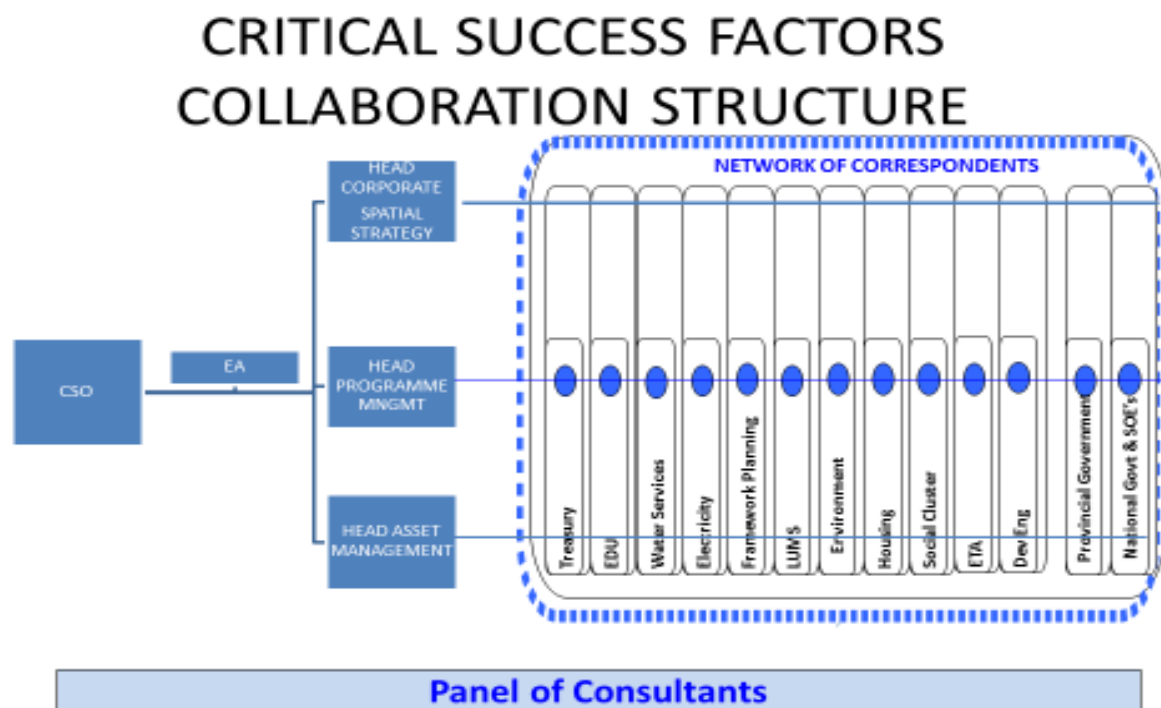 CRITICAL SUCCESS FACTORS
COLLABORATION STRUCTURE
NETWORK OF CORRESPONDENTS
HEAD
CORPORATE
SPATIAL
STRATEGY
CSO
EA
HEAD
PROGRAMME
MNGMT
HEAD ASSET
MANAGEMENT
Treasury
EDU
Water Services
Electricity
Framework Planning
LUMS
Environment
Housing
Social Cluster
ETA
Dev Eng
Provincial Government
National Govt & SOE's
Panel of Consultants